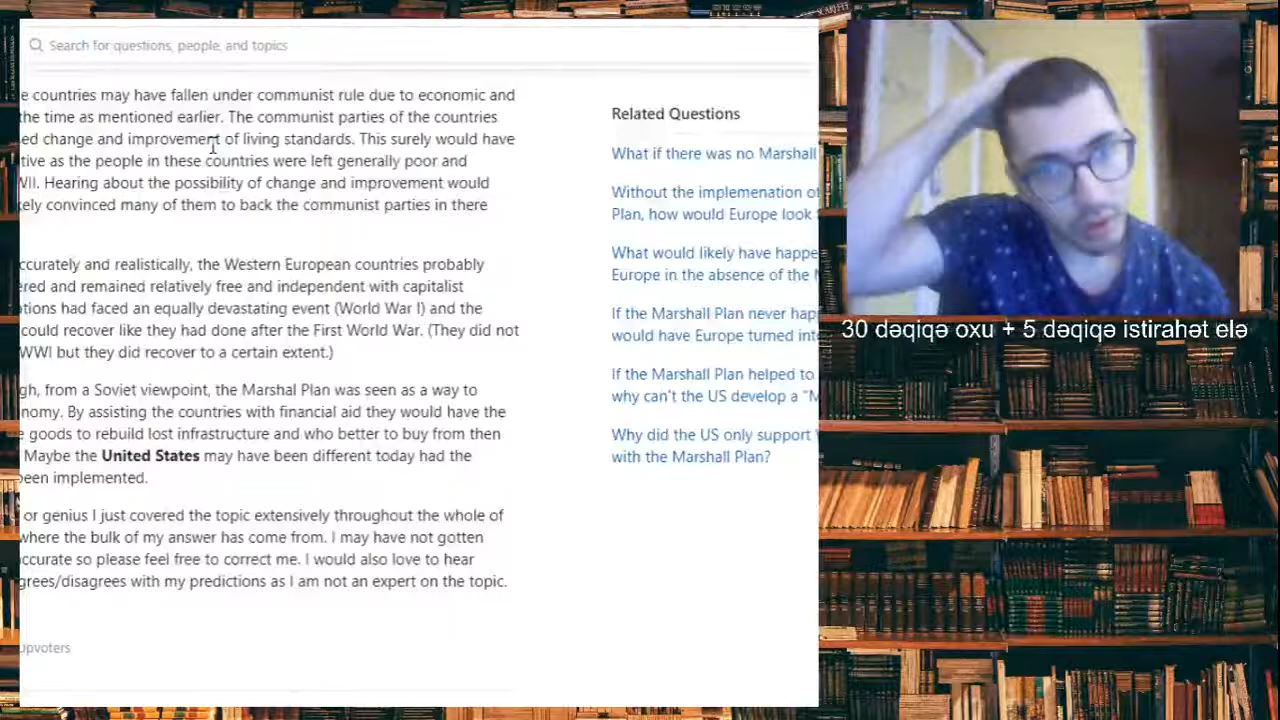 Search for questions, people, and topics
e countries may have fallen under communist rule due to economic and
the time as mentioned earlier. The communist parties of the countries
ed change and improvement of living standards. This surely would have
tive as the people in these countries were left generally poor and
WII. Hearing about the possibility of change and improvement would
ely convinced many of them to back the communist parties in there
ccurately and the Western European countries probably
ered and remained relatively free and independent with capitalist
ations had faced an equally devastating event (World War I) and the
could recover like they had done after the First World War. (They did not
WWI but they did recover to a certain extent.)
gh, from a Soviet viewpoint, the Marshal Plan was seen as a way to
nomy. By assisting the countries with financial aid they would have the
e goods to rebuild lost infrastructure and who better to buy from then
Maybe the United States may have been different today had the
been implemented.
or genius I just covered the topic extensively throughout the whole of
where the bulk of my answer has come from. I may have not gotten
ccurate so please feel free to correct me. I would also love to hear
grees/disagrees with my predictions as I am not an expert on the topic.
upvoters
Related Questions
What if there was no Marshall
Without the implemenation of
Plan, how would Europe look
What would likely have happe
Europe in the absence of the
If the Marshall Plan never hap
would have Europe turned int
If the Marshall Plan helped to
why can't the US develop a "M
Why did the US only support
with the Marshall Plan?
30 dəqiqə oxu + 5 dəqiqə istirahət elə